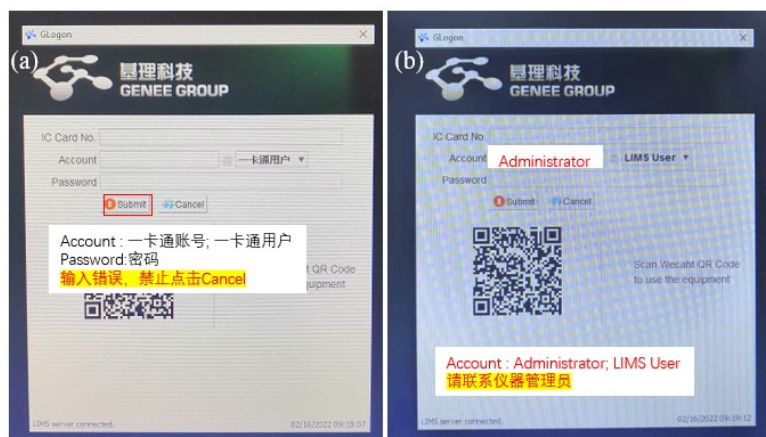 (a)
GLogon
基理科技
GENEE GROUP
IC Card No.
Account
@ 一卡通用户
Password
Submit Cancel
Account : 一卡通账号; 一卡通用户
Password:密码
输入错误，禁止点击Cancel
QR Code
equipment
LIMS server connected.
02/16/2022 09:18:07
(b)
GLogon
基理科技
GENEE GROUP
IC Card No.
Account Administrator @ LIMS User
Password
Submit Cancel
Scan Wecaht QR Code
to use the equipment
Account : Administrator; LIMS User
请联系仪器管理员
LIMS server connected.
02/16/2022 09:19:12